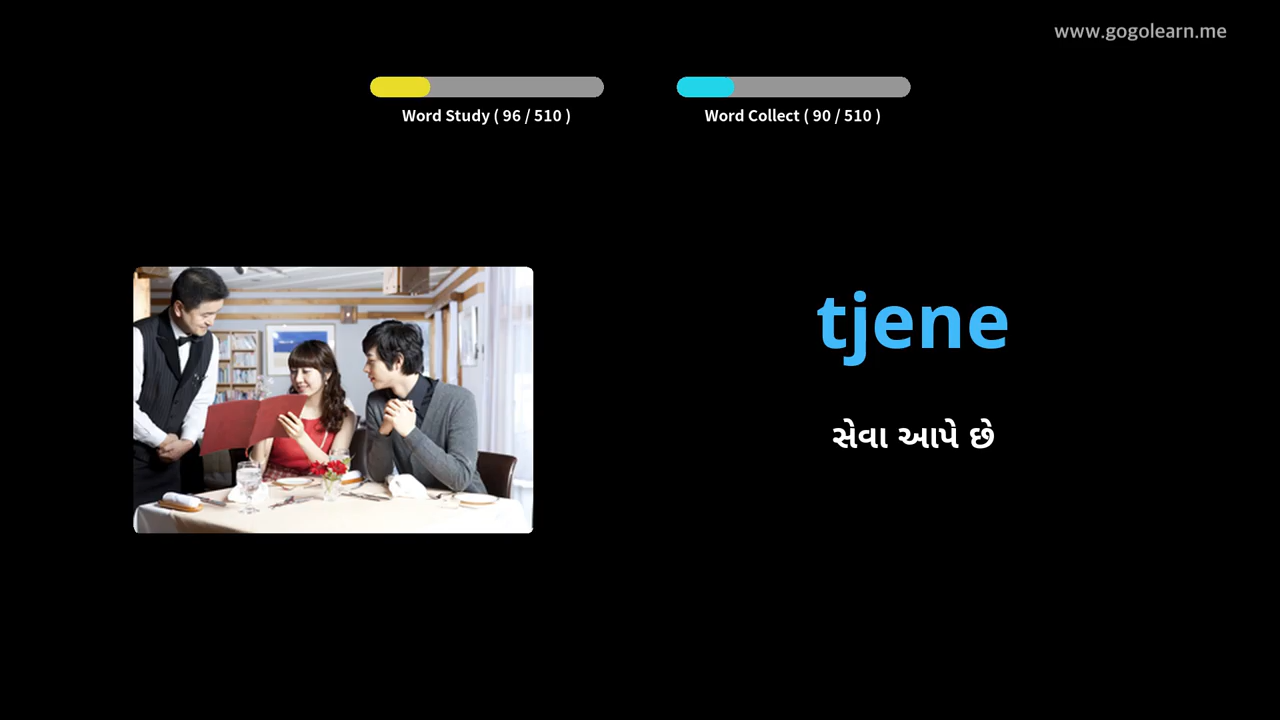 www.gogolearn.me
Word Study ( 96 / 510 )
Word Collect ( 90 / 510 )
tjene
સેવા આપે છે